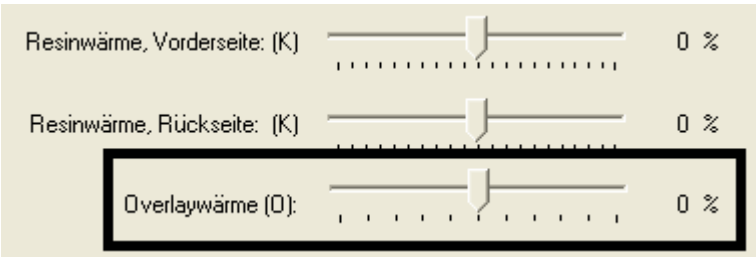 Resinwärme, Vorderseite: (K) 0 %
Resinwärme, Rückseite: (K) 0 %
Overlaywärme (O): 0 %